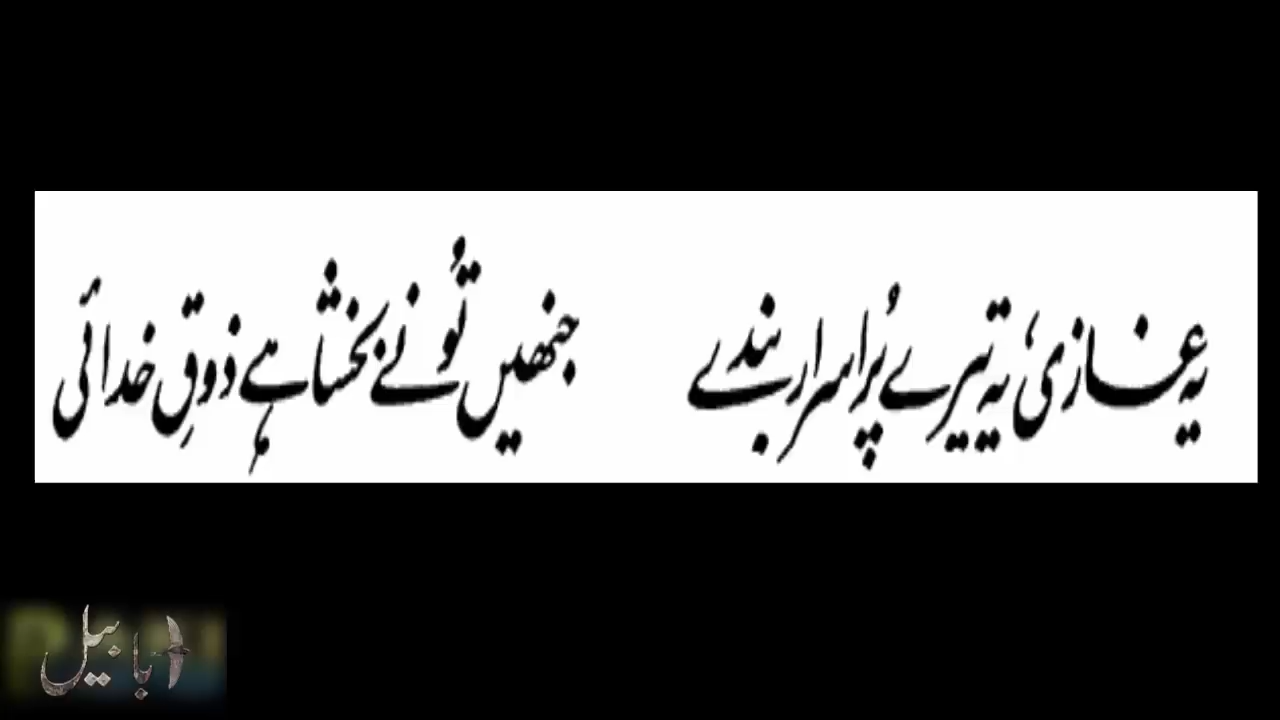 یہ غازی، یہ تیرے پُراسرار بندے جنھیں تُو نے بخشا ہے ذوقِ خدائی
ابابیل